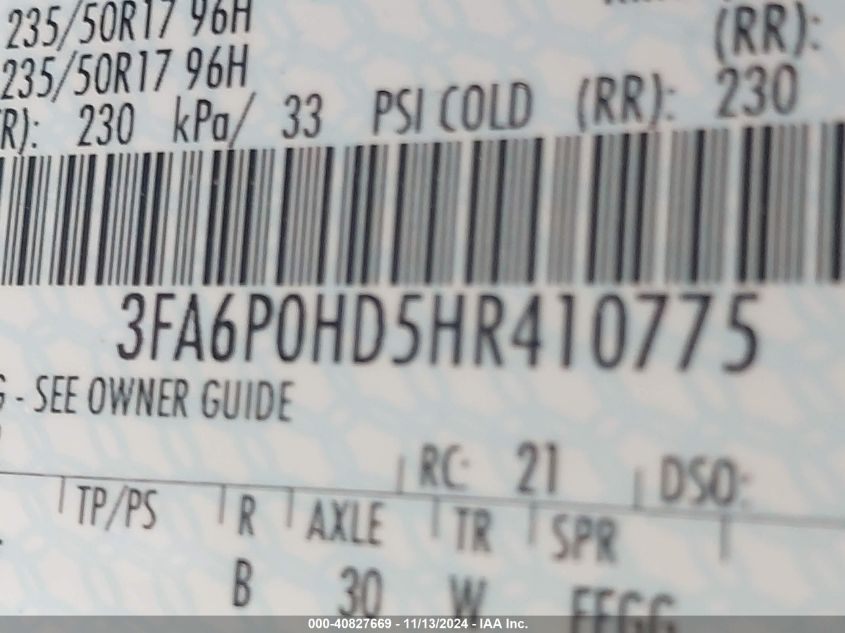 235/50R17 96H
(RR):
235/50R17 96H
R): 230 kPa/ 33 PSI COLD (RR): 230
3FA6P0HD5HR410775
G - SEE OWNER GUIDE
RC: 21 DSO:
TP/PS R AXLE TR SPR
B 30 W EEGG
000-40827669 - 11/13/2024 - IAA Inc.